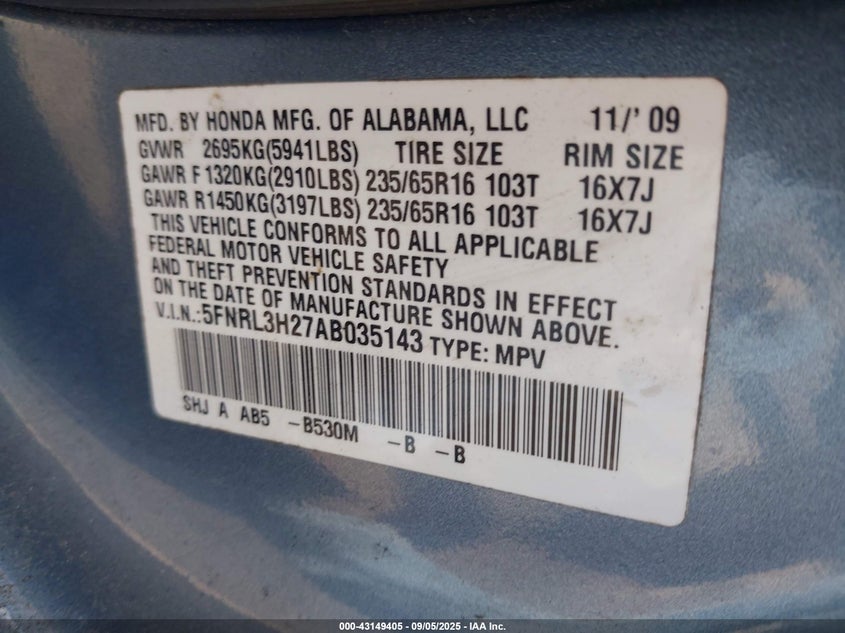 MFD. BY HONDA MFG. OF ALABAMA, LLC 11/' 09
GVWR 2695KG(5941LBS) TIRE SIZE RIM SIZE
GAWR F 1320KG(2910LBS) 235/65R16 103T 16X7J
GAWR R1450KG(3197LBS) 235/65R16 103T 16X7J
THIS VEHICLE CONFORMS TO ALL APPLICABLE
FEDERAL MOTOR VEHICLE SAFETY
AND THEFT PREVENTION STANDARDS IN EFFECT
ON THE DATE OF MANUFACTURE SHOWN ABOVE.
V.I.N.:5FNRL3H27AB035143 TYPE: MPV
SHJ A AB5 -B530M -B -B
000-43149405 - 09/05/2025 - IAA Inc.